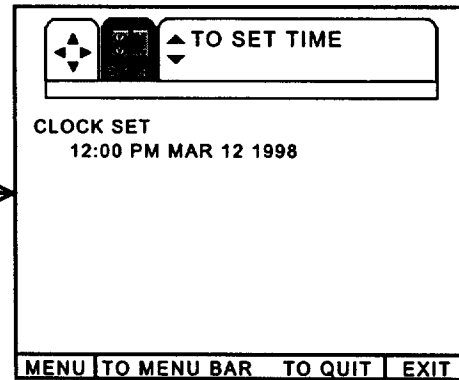 TO SET TIME
CLOCK SET
12:00 PM MAR 12 1998
MENU TO MENU BAR TO QUIT EXIT